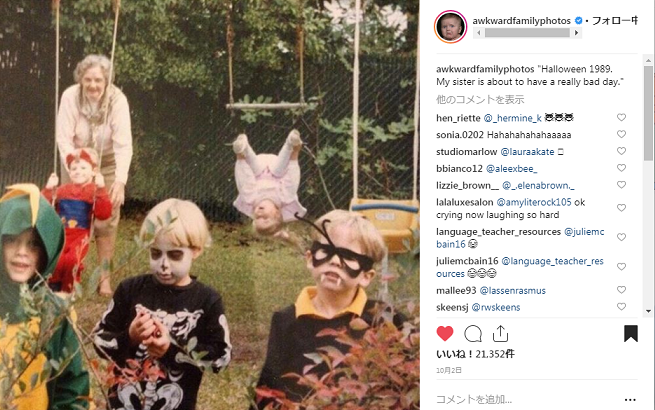 awkwardfamilyphotos • フォロー中
awkwardfamilyphotos "Halloween 1989.
My sister is about to have a really bad day."
他のコメントを表示
hen_riette @_hermine_k 😈😈😈
sonia.0202 Hahahahahahaaaaa
studiomarlow @lauraakate □
bbianco12 @aleexbee_
lizzie_brown__ @_.elenabrown._
lalaluxesalon @amyliterock105 ok
crying now laughing so hard
language_teacher_resources @juliemc
bain16 😂
juliemcbain16 @language_teacher_res
ources 😂😂😂
mallee93 @lassenrasmus
skeensj @rwskeens
いいね！21,352件
10月2日
コメントを追加...